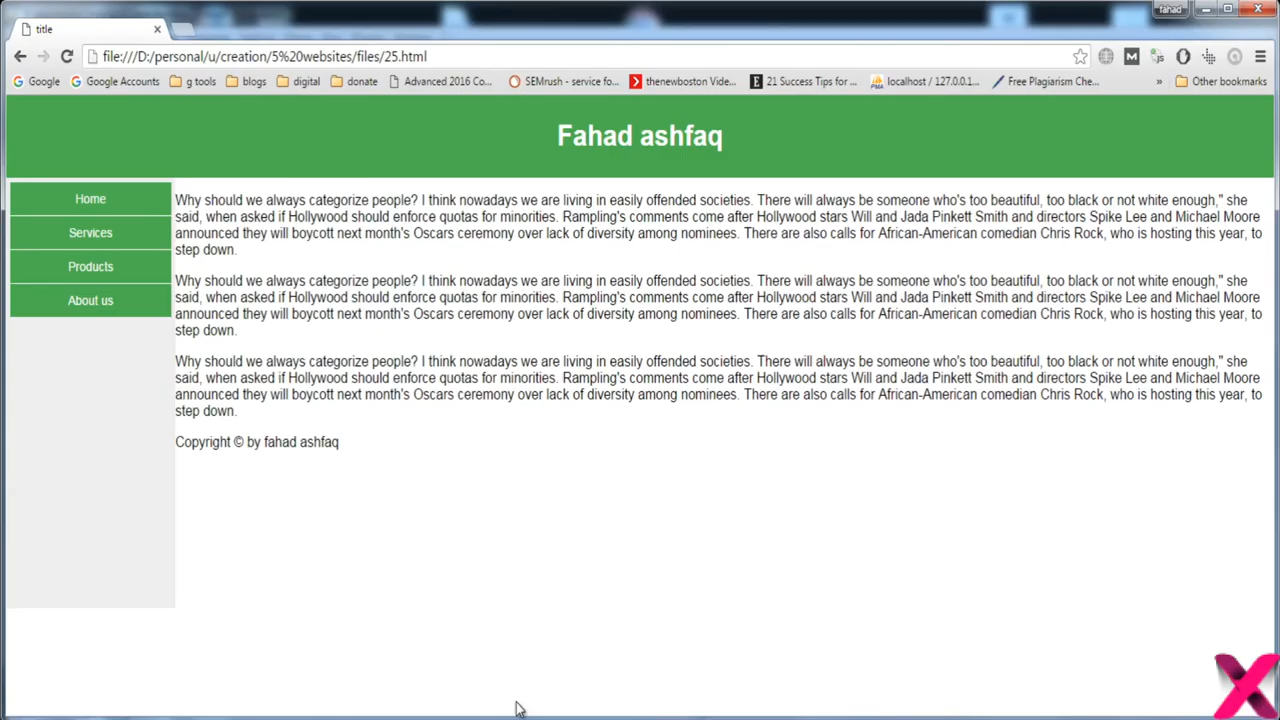 fahad
title
file:///D:/personal/u/creation/5%20websites/files/25.html
Google Google Accounts g tools blogs digital donate Advanced 2016 Co... SEMrush - service fo... thenewboston Vide... 21 Success Tips for ... localhost / 127.0.0.1... Free Plagiarism Che... » Other bookmarks
Fahad ashfaq
Home
Services
Products
About us
Why should we always categorize people? I think nowadays we are living in easily offended societies. There will always be someone who's too beautiful, too black or not white enough," she
said, when asked if Hollywood should enforce quotas for minorities. Rampling's comments come after Hollywood stars Will and Jada Pinkett Smith and directors Spike Lee and Michael Moore
announced they will boycott next month's Oscars ceremony over lack of diversity among nominees. There are also calls for African-American comedian Chris Rock, who is hosting this year, to
step down.
Why should we always categorize people? I think nowadays we are living in easily offended societies. There will always be someone who's too beautiful, too black or not white enough," she
said, when asked if Hollywood should enforce quotas for minorities. Rampling's comments come after Hollywood stars Will and Jada Pinkett Smith and directors Spike Lee and Michael Moore
announced they will boycott next month's Oscars ceremony over lack of diversity among nominees. There are also calls for African-American comedian Chris Rock, who is hosting this year, to
step down.
Why should we always categorize people? I think nowadays we are living in easily offended societies. There will always be someone who's too beautiful, too black or not white enough," she
said, when asked if Hollywood should enforce quotas for minorities. Rampling's comments come after Hollywood stars Will and Jada Pinkett Smith and directors Spike Lee and Michael Moore
announced they will boycott next month's Oscars ceremony over lack of diversity among nominees. There are also calls for African-American comedian Chris Rock, who is hosting this year, to
step down.
Copyright © by fahad ashfaq